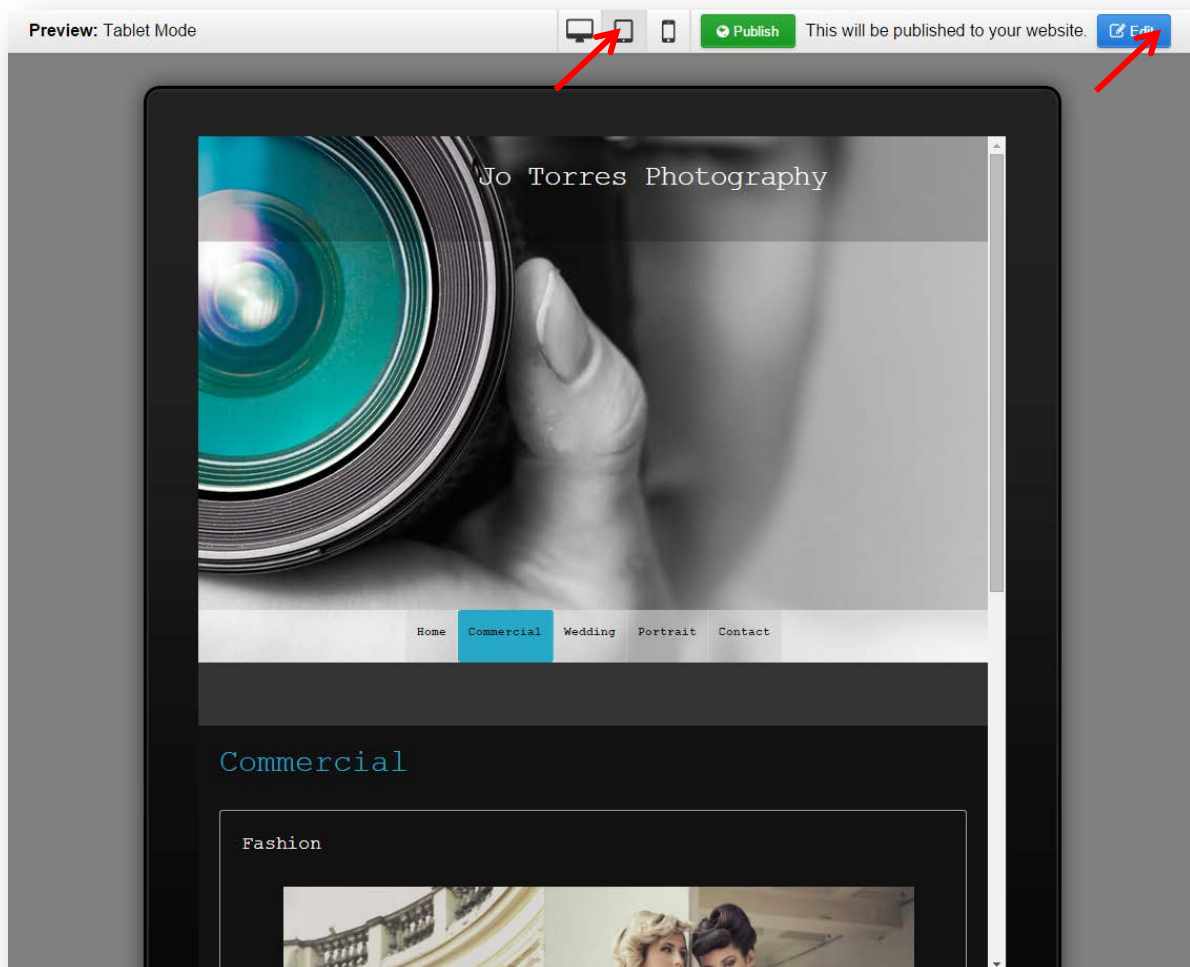 Preview: Tablet Mode
Publish This will be published to your website. Edit
Jo Torres Photography
Home Commercial Wedding Portrait Contact
Commercial
Fashion